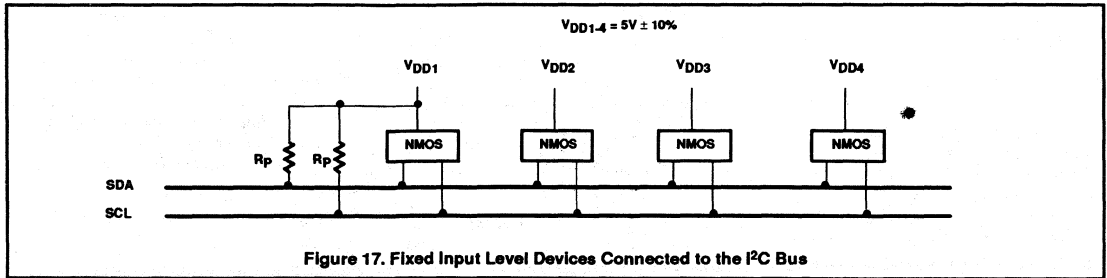 VDD1-4 = 5V ± 10%
VDD1 VDD2 VDD3 VDD4
NMOS NMOS NMOS NMOS
RP RP
SDA
SCL
Figure 17. Fixed Input Level Devices Connected to the I²C Bus